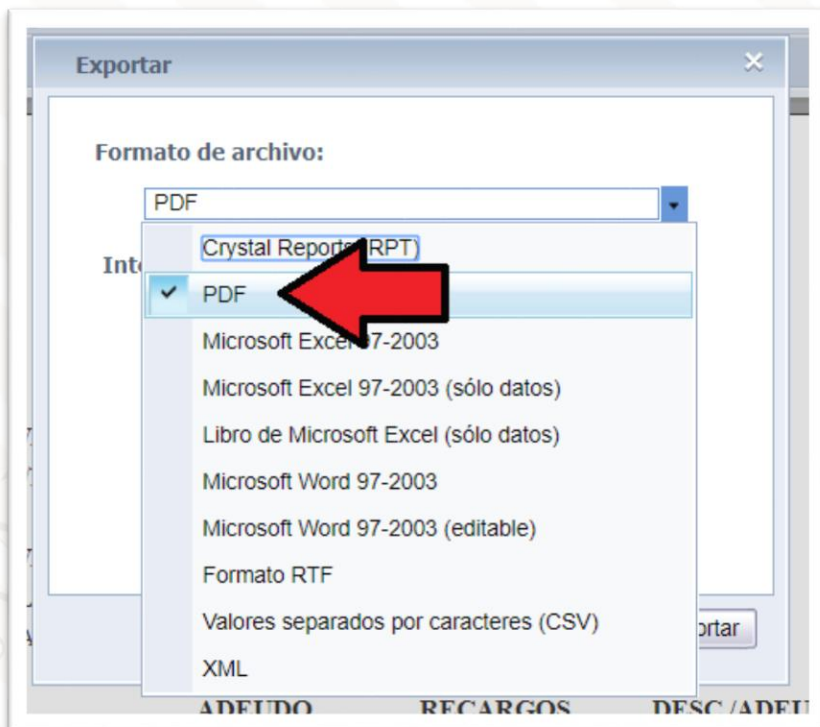 Exportar
Formato de archivo:
PDF
Crystal Reports (RPT)
PDF
Microsoft Excel 97-2003
Microsoft Excel 97-2003 (sólo datos)
Libro de Microsoft Excel (sólo datos)
Microsoft Word 97-2003
Microsoft Word 97-2003 (editable)
Formato RTF
Valores separados por caracteres (CSV)
XML
ADEUDO RECARGOS